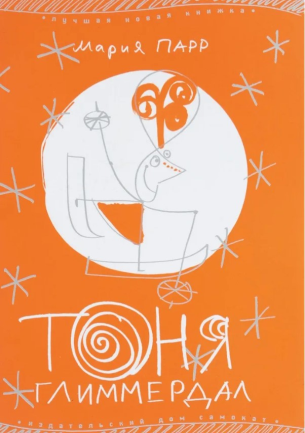 •лучшая новая книжка•
Мария ПАРР
ТОНЯ
ГЛИММЕРДАЛ
•издательский дом самокат•